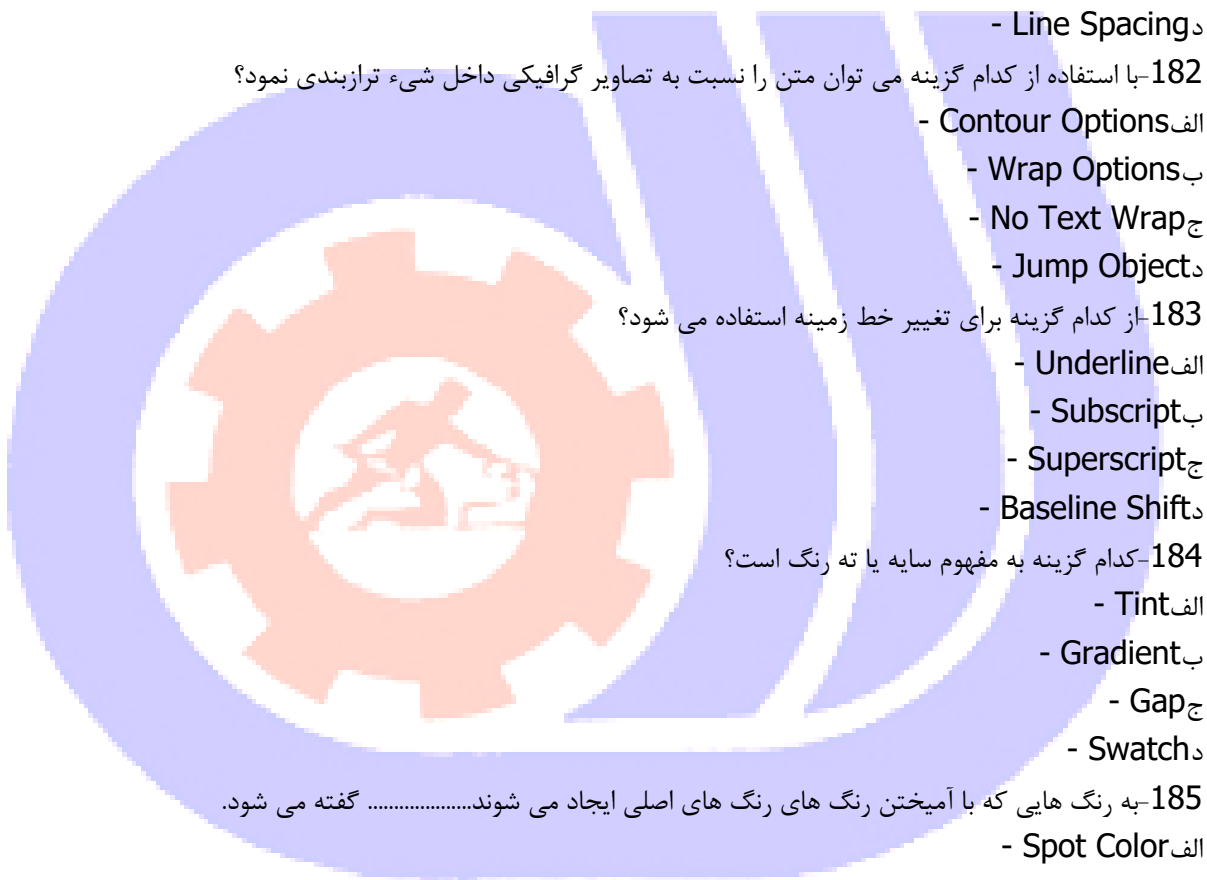 د- Line Spacing
182-با استفاده از کدام گزینه می توان متن را نسبت به تصاویر گرافیکی داخل شیء ترازبندی نمود؟
الف- Contour Options
ب- Wrap Options
ج- No Text Wrap
د- Jump Object
183-از کدام گزینه برای تغییر خط زمینه استفاده می شود؟
الف- Underline
ب- Subscript
ج- Superscript
د- Baseline Shift
184-کدام گزینه به مفهوم سایه یا ته رنگ است؟
الف- Tint
ب- Gradient
ج- Gap
د- Swatch
185-به رنگ هایی که با آمیختن رنگ های رنگ های اصلی ایجاد می شوند.................... گفته می شود.
الف- Spot Color